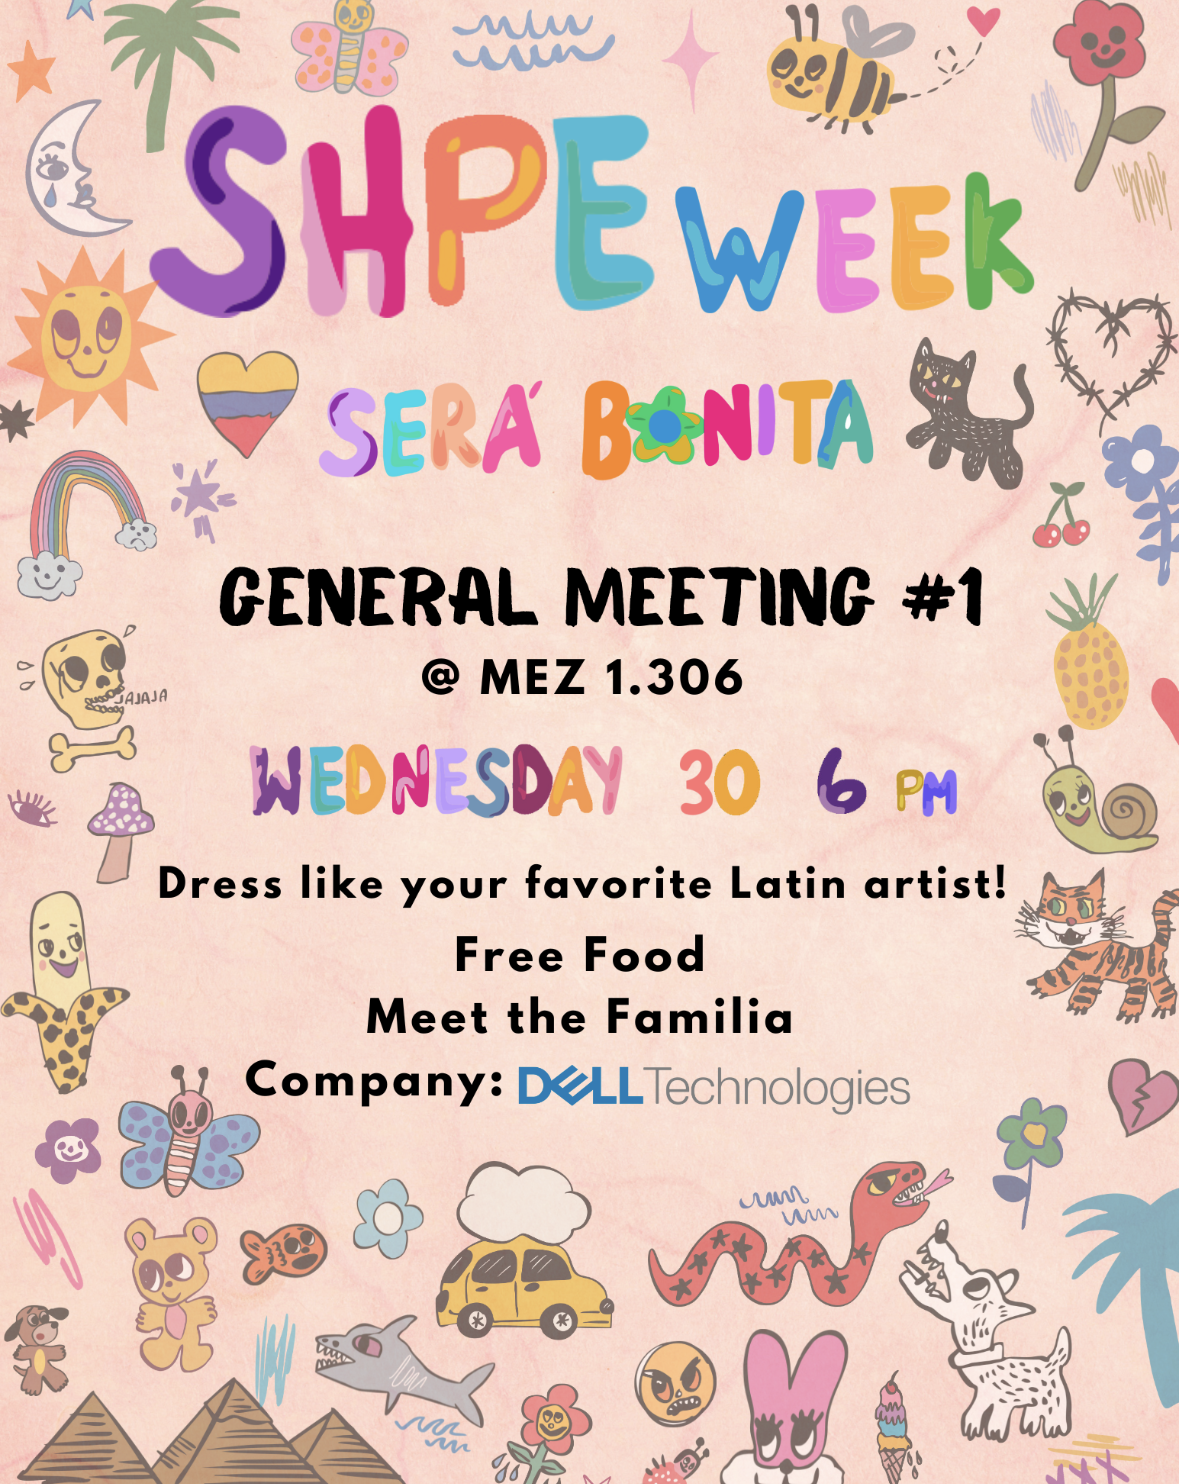 SHPE WEEK
SERÁ BONITA
GENERAL MEETING #1
@ MEZ 1.306
JAJAJA
WEDNESDAY 30 6 PM
Dress like your favorite Latin artist!
Free Food
Meet the Familia
Company: DELL Technologies